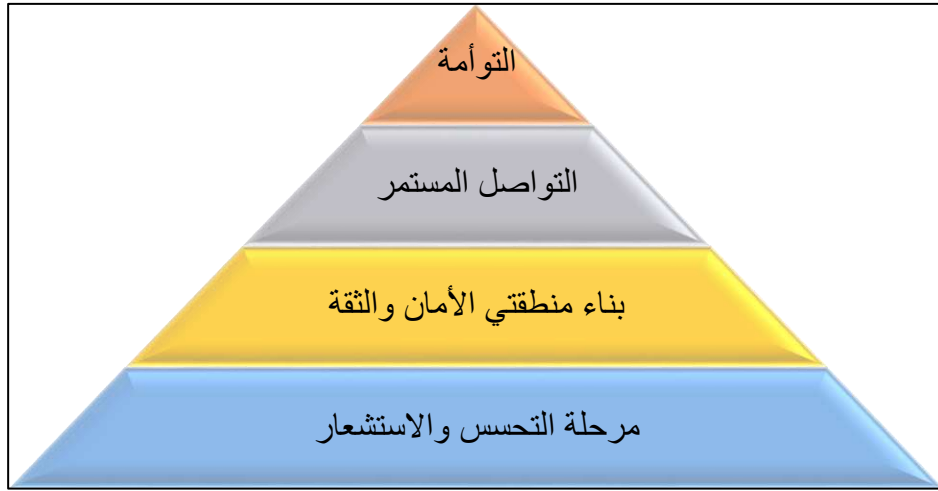 التوأمة
التواصل المستمر
بناء منطقتي الأمان والثقة
مرحلة التحسس والاستشعار